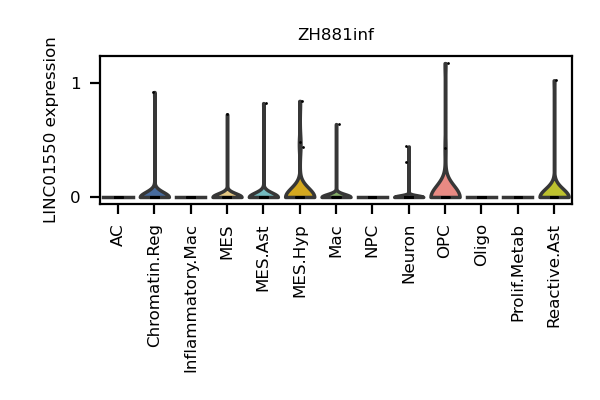 ZH881inf
LINC01550 expression
1
0
AC
Chromatin.Reg
Inflammatory.Mac
MES
MES.Ast
MES.Hyp
Mac
NPC
Neuron
OPC
Oligo
Prolif.Metab
Reactive.Ast